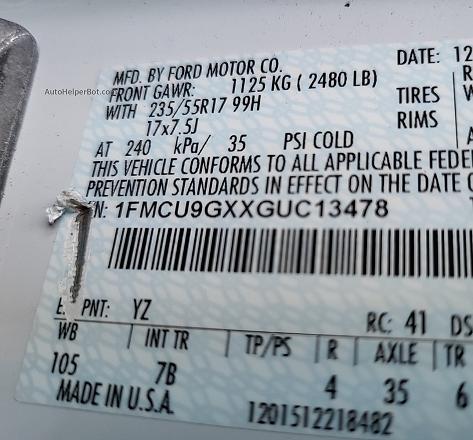 MFD. BY FORD MOTOR CO.
DATE: 12
AutoHelperBot.com
FRONT GAWR: 1125 KG ( 2480 LB)
WITH 235/55R17 99H
TIRES
17x7.5J
RIMS
AT 240 kPa/ 35 PSI COLD
THIS VEHICLE CONFORMS TO ALL APPLICABLE FEDE
PREVENTION STANDARDS IN EFFECT ON THE DATE O
N: 1FMCU9GXXGUC13478
PNT: YZ
RC: 41 DS
WB INT TR TP/PS R AXLE TR
105 7B 4 35 6
MADE IN U.S.A. 1201512218482